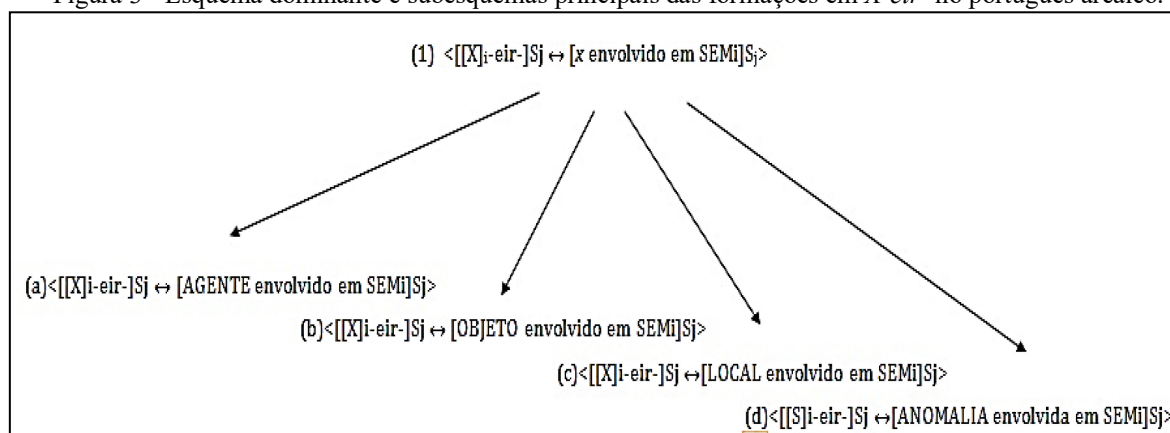 Figura 3 - Esquema dominante e subesquemas principais das formações em X-eir- no português arcaico.
(1) <[[X]i-eir-]Sj ↔ [x envolvido em SEMi]Sj>
(a)<[[X]i-eir-]Sj ↔ [AGENTE envolvido em SEMi]Sj>
(b)<[[X]i-eir-]Sj ↔ [OBJETO envolvido em SEMi]Sj>
(c)<[[X]i-eir-]Sj ↔[LOCAL envolvido em SEMi]Sj>
(d)<[[S]i-eir-]Sj ↔[ANOMALIA envolvida em SEMi]Sj>